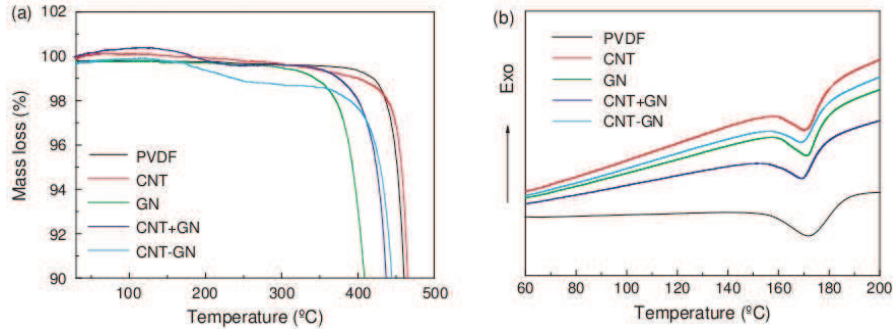 (a)
102
100
98
96
94
92
90
Mass loss (%)
PVDF
CNT
GN
CNT+GN
CNT-GN
100
200
300
400
500
Temperature (ºC)
(b)
Exo
PVDF
CNT
GN
CNT+GN
CNT-GN
60
80
100
120
140
160
180
200
Temperature (ºC)